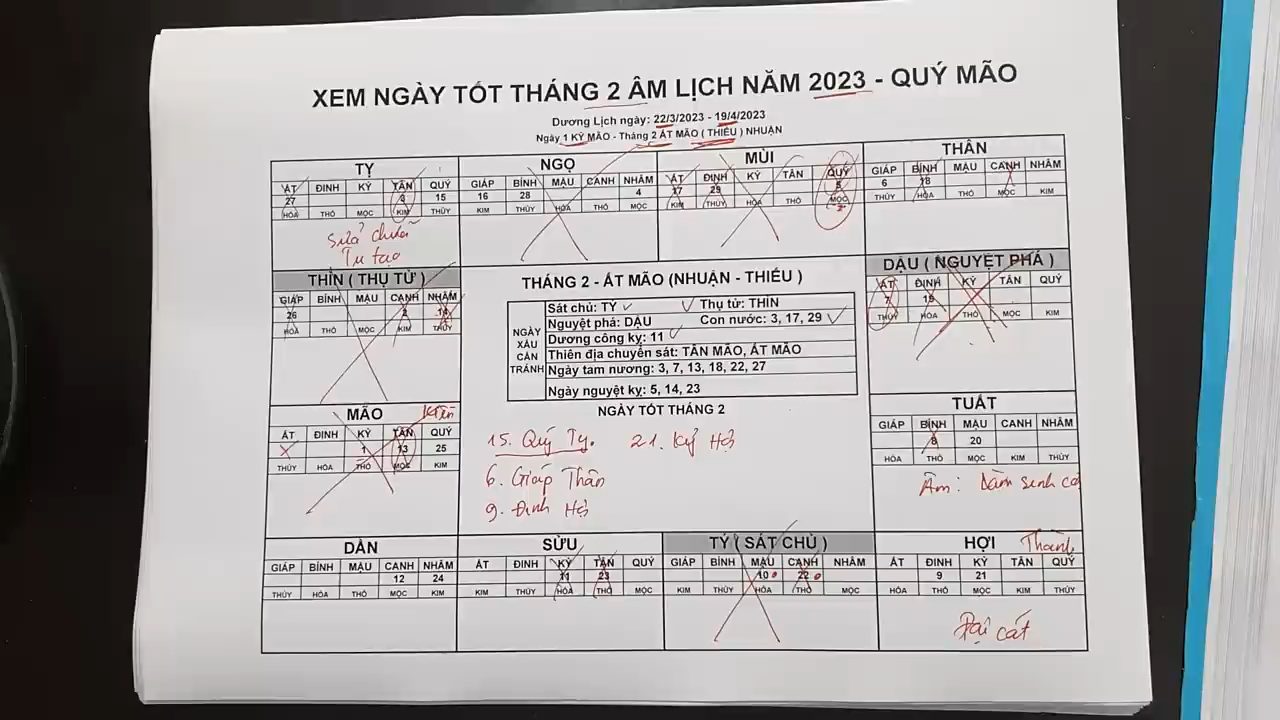 XEM NGÀY TỐT THÁNG 2 ÂM LỊCH NĂM 2023 - QUÝ MÃO
Dương Lịch ngày: 22/3/2023 - 19/4/2023
Ngày 1 KỶ MÃO - Tháng 2 ẤT MÃO ( THIẾU ) NHUẬN
TỴ
ẤT ĐINH KỶ TÂN QUÝ
27 3 15
HỎA THỔ MỘC KIM THỦY
Sửa chữa
Tu tạo
NGỌ
GIÁP BÍNH MẬU CANH NHÂM
16 28 4
KIM THỦY HỎA THỔ MỘC
MÙI
ẤT ĐINH KỶ TÂN QUÝ
17 29 5
KIM THỦY HỎA THỔ MỘC
THÂN
GIÁP BÍNH MẬU CANH NHÂM
6 18
THỦY HỎA THỔ MỘC KIM
THÌN ( THỤ TỬ )
GIÁP BÍNH MẬU CANH NHÂM
26 2 14
HỎA THỔ MỘC KIM THỦY
THÁNG 2 - ẤT MÃO (NHUẬN - THIẾU )
NGÀY XẤU CẦN TRÁNH
Sát chủ: TÝ Thụ tử: THÌN
Nguyệt phá: DẬU Con nước: 3, 17, 29
Dương công kỵ: 11
Thiên địa chuyển sát: TÂN MÃO, ẤT MÃO
Ngày tam nương: 3, 7, 13, 18, 22, 27
Ngày nguyệt kỵ: 5, 14, 23
NGÀY TỐT THÁNG 2
15. Quý Tỵ. 21. Kỷ Hợi
6. Giáp Thân
9. Đinh Hợi
DẬU ( NGUYỆT PHÁ )
ẤT ĐINH KỶ TÂN QUÝ
7 19
THỦY HỎA THỔ MỘC KIM
MÃO Kiến
ẤT ĐINH KỶ TÂN QUÝ
1 13 25
THỦY HỎA THỔ MỘC KIM
TUẤT
GIÁP BÍNH MẬU CANH NHÂM
8 20
HỎA THỔ MỘC KIM THỦY
Âm:
DẦN
GIÁP BÍNH MẬU CANH NHÂM
12 24
THỦY HỎA THỔ MỘC KIM
SỬU
ẤT ĐINH KỶ TÂN QUÝ
11 23
KIM THỦY HỎA THỔ MỘC
TÝ ( SÁT CHỦ )
GIÁP BÍNH MẬU CANH NHÂM
10 22
KIM THỦY HỎA THỔ MỘC
HỢI Thành
ẤT ĐINH KỶ TÂN QUÝ
9 21
HỎA THỔ MỘC KIM THỦY
Đại cát